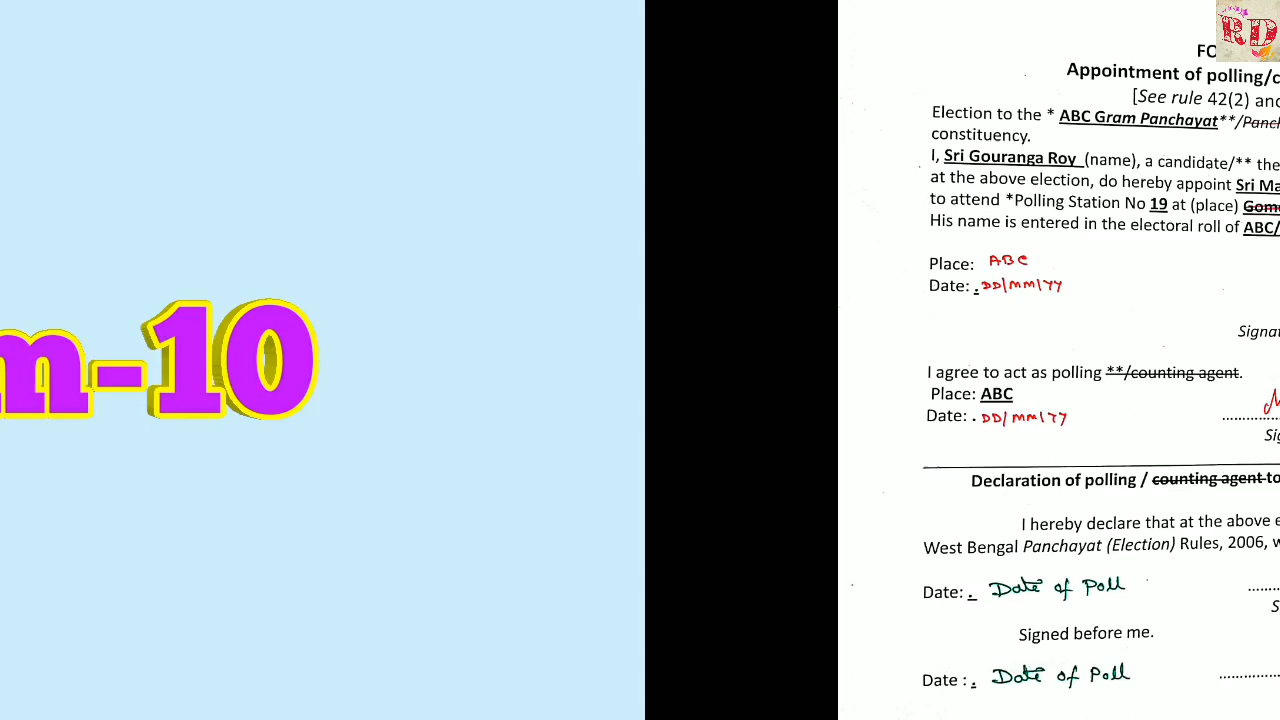 m-10
RD
FO
Appointment of polling/c
[See rule 42(2) and
Election to the * ABC Gram Panchayat**/Panch
constituency.
I, Sri Gouranga Roy (name), a candidate/** the
at the above election, do hereby appoint Sri Ma
to attend *Polling Station No 19 at (place) Gom
His name is entered in the electoral roll of ABC/
Place: ABC
Date: . DD/MM/YY
Signat
I agree to act as polling **/counting agent.
Place: ABC
Date: . DD/MM/YY
Sig
Declaration of polling / counting agent to
I hereby declare that at the above e
West Bengal Panchayat (Election) Rules, 2006, w
Date: . Date of Poll
S
Signed before me.
Date : . Date of Poll